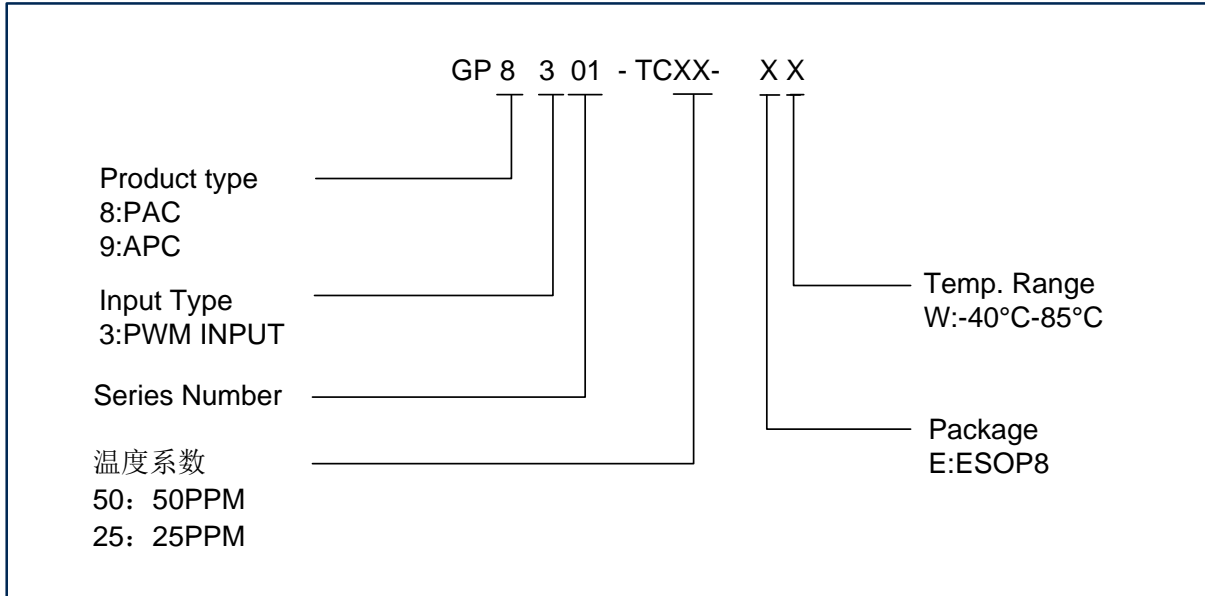 GP 8 3 01 - TCXX- X X
Product type
8:PAC
9:APC
Input Type
3:PWM INPUT
Series Number
温度系数
50：50PPM
25：25PPM
Temp. Range
W:-40°C-85°C
Package
E:ESOP8